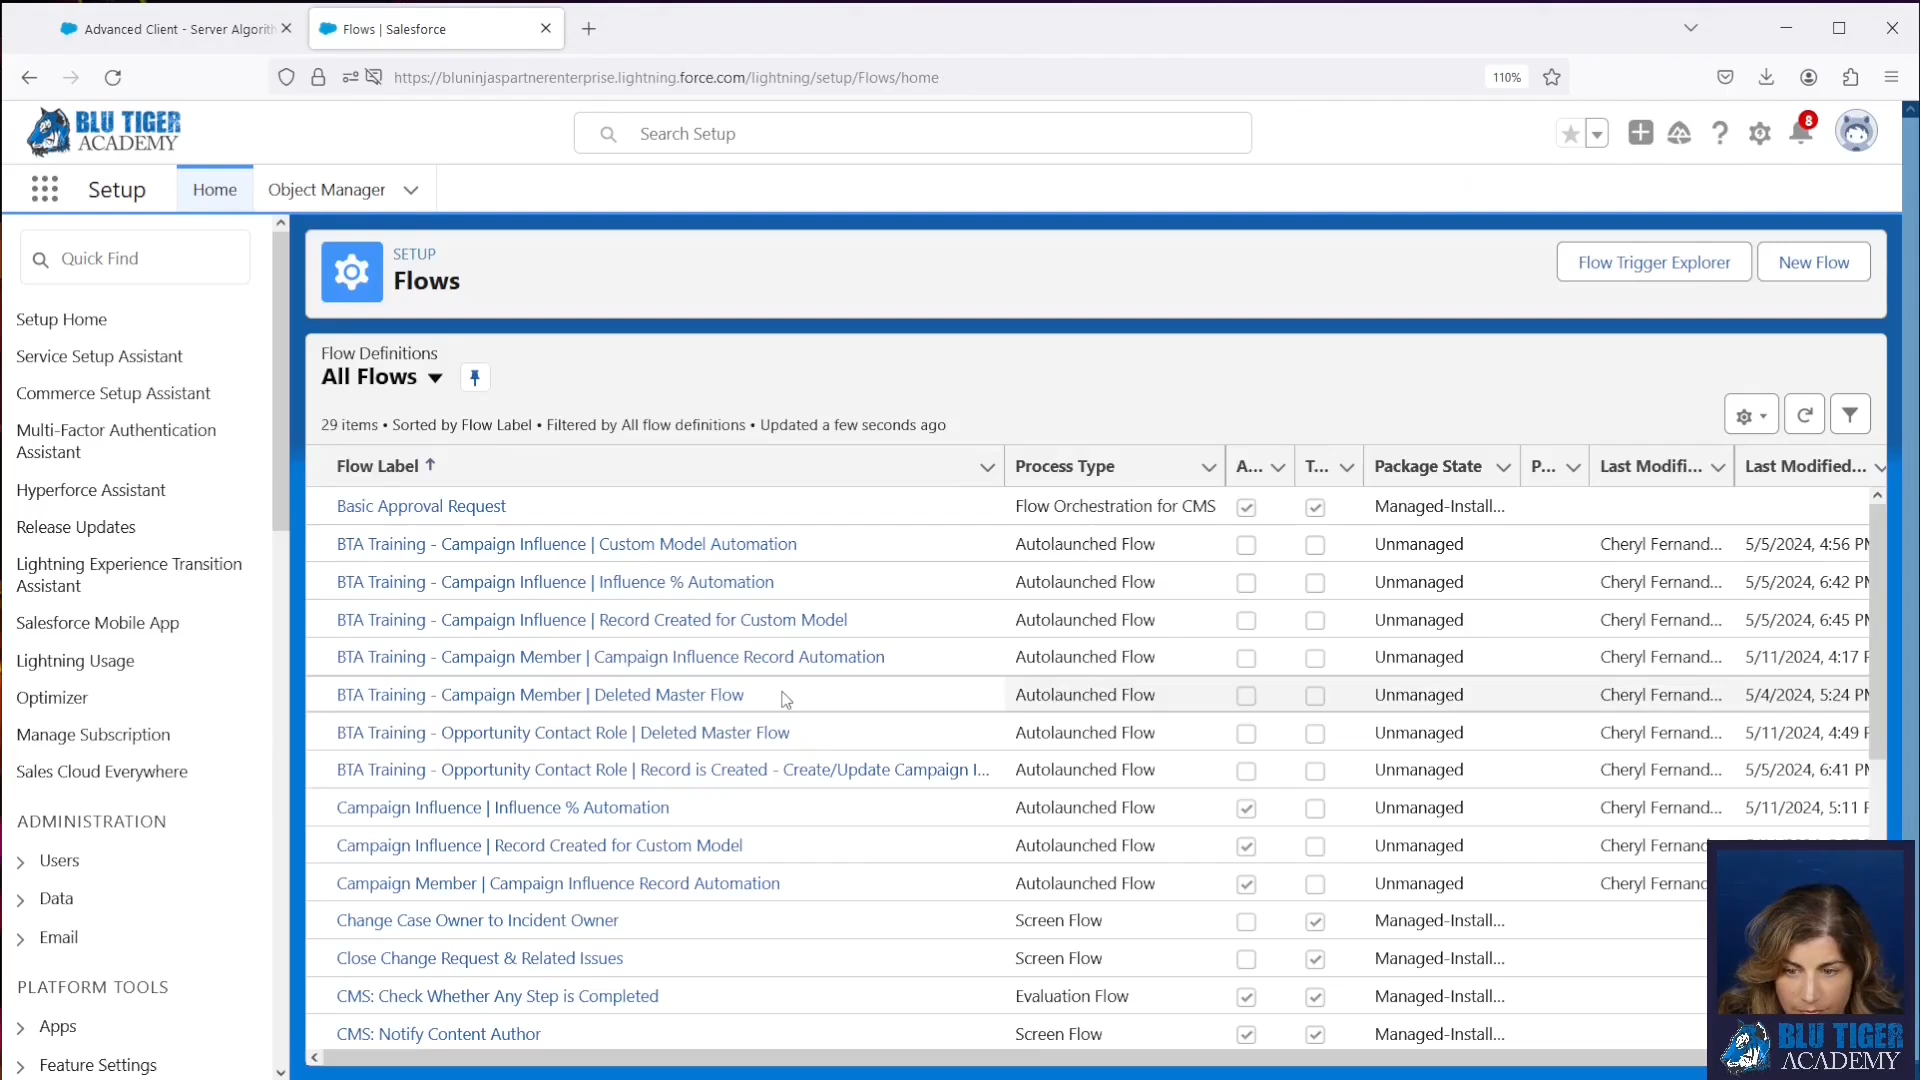 Advanced Client - Server Algorith
Flows | Salesforce
https://bluninjaspartnerenterprise.lightning.force.com/lightning/setup/Flows/home
110%
BLU TIGER
ACADEMY
Search Setup
8
Setup
Home
Object Manager
Quick Find
Setup Home
Service Setup Assistant
Commerce Setup Assistant
Multi-Factor Authentication
Assistant
Hyperforce Assistant
Release Updates
Lightning Experience Transition
Assistant
Salesforce Mobile App
Lightning Usage
Optimizer
Manage Subscription
Sales Cloud Everywhere
ADMINISTRATION
Users
Data
Email
PLATFORM TOOLS
Apps
Feature Settings
SETUP
Flows
Flow Trigger Explorer
New Flow
Flow Definitions
All Flows
29 items • Sorted by Flow Label • Filtered by All flow definitions • Updated a few seconds ago
Flow Label Process Type A... T... Package State P... Last Modifi... Last Modified...
Basic Approval Request Flow Orchestration for CMS Managed-Install...
BTA Training - Campaign Influence | Custom Model Automation Autolaunched Flow Unmanaged Cheryl Fernand... 5/5/2024, 4:56 PM
BTA Training - Campaign Influence | Influence % Automation Autolaunched Flow Unmanaged Cheryl Fernand... 5/5/2024, 6:42 PM
BTA Training - Campaign Influence | Record Created for Custom Model Autolaunched Flow Unmanaged Cheryl Fernand... 5/5/2024, 6:45 PM
BTA Training - Campaign Member | Campaign Influence Record Automation Autolaunched Flow Unmanaged Cheryl Fernand... 5/11/2024, 4:17 P
BTA Training - Campaign Member | Deleted Master Flow Autolaunched Flow Unmanaged Cheryl Fernand... 5/4/2024, 5:24 PM
BTA Training - Opportunity Contact Role | Deleted Master Flow Autolaunched Flow Unmanaged Cheryl Fernand... 5/11/2024, 4:49 P
BTA Training - Opportunity Contact Role | Record is Created - Create/Update Campaign I... Autolaunched Flow Unmanaged Cheryl Fernand... 5/5/2024, 6:41 PM
Campaign Influence | Influence % Automation Autolaunched Flow Unmanaged Cheryl Fernand... 5/11/2024, 5:11 P
Campaign Influence | Record Created for Custom Model Autolaunched Flow Unmanaged Cheryl Fernand
Campaign Member | Campaign Influence Record Automation Autolaunched Flow Unmanaged Cheryl Fernand
Change Case Owner to Incident Owner Screen Flow Managed-Install...
Close Change Request & Related Issues Screen Flow Managed-Install...
CMS: Check Whether Any Step is Completed Evaluation Flow Managed-Install...
CMS: Notify Content Author Screen Flow Managed-Install...
BLU TIGER
ACADEMY